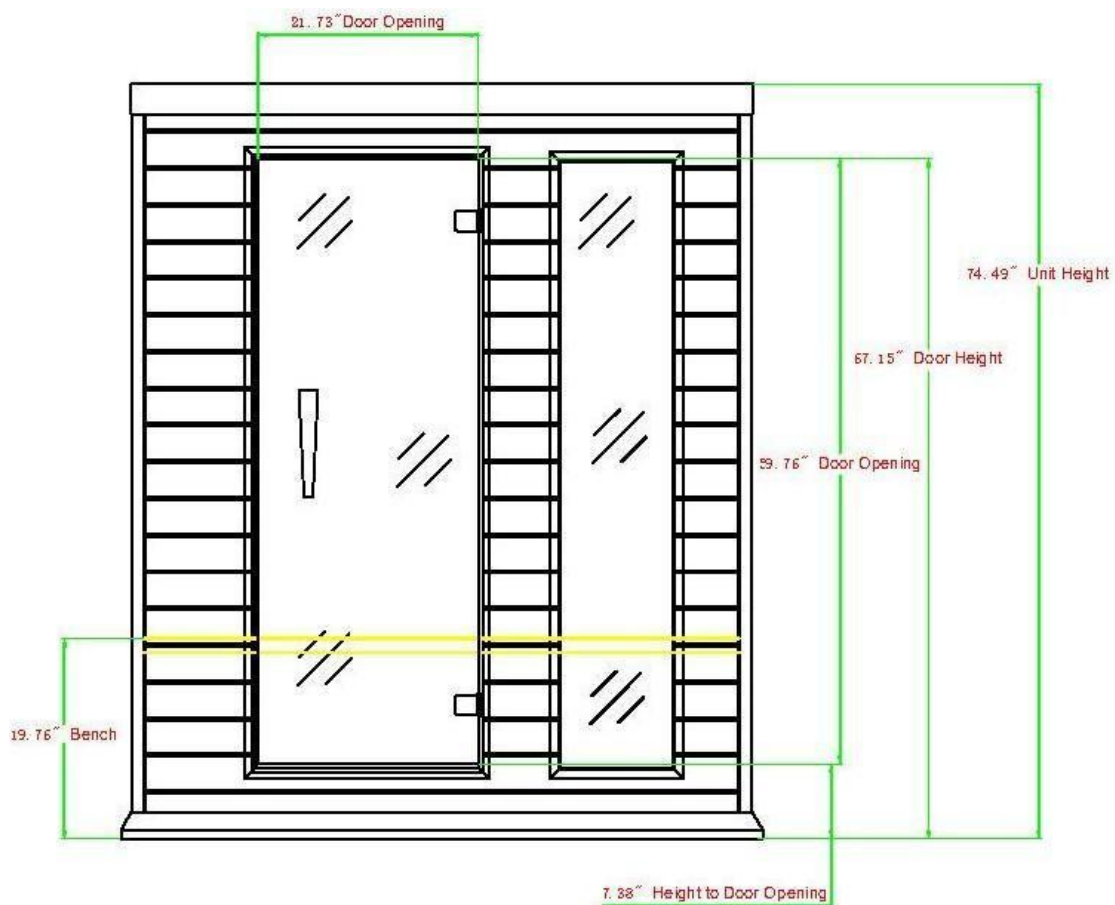 21.73″ Door Opening
74.49″ Unit Height
67.15″ Door Height
59.76″ Door Opening
19.76″ Bench
7.38″ Height to Door Opening